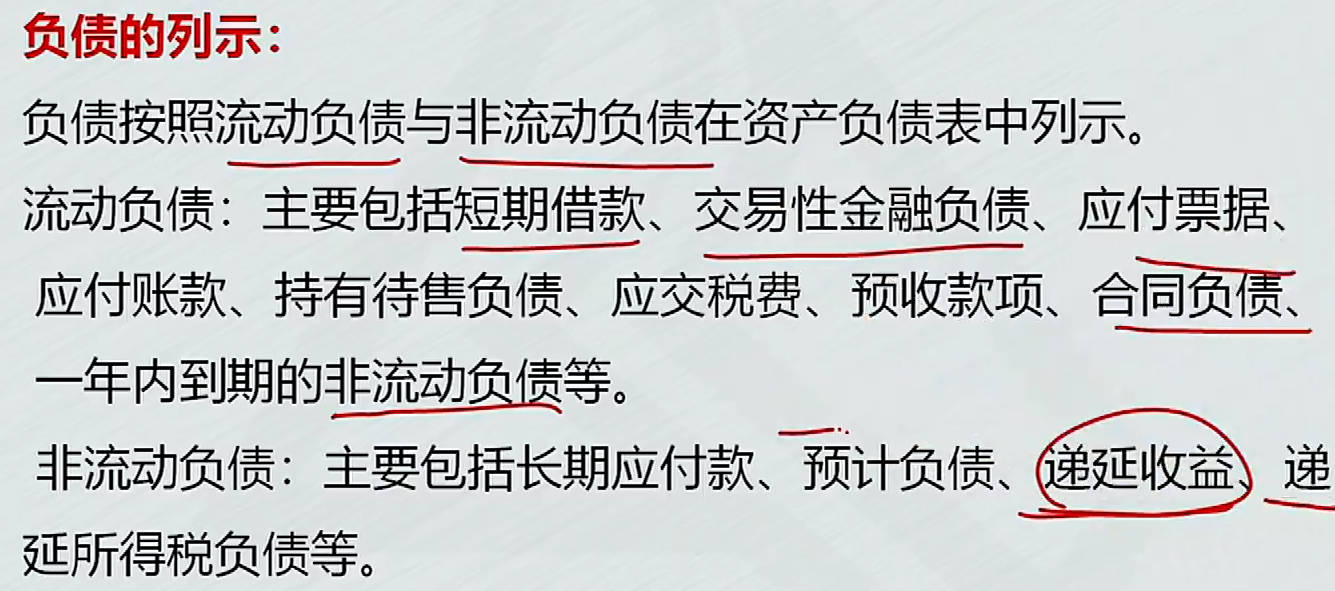 负债的列示：
负债按照流动负债与非流动负债在资产负债表中列示。
流动负债：主要包括短期借款、交易性金融负债、应付票据、
应付账款、持有待售负债、应交税费、预收款项、合同负债、
一年内到期的非流动负债等。
非流动负债：主要包括长期应付款、预计负债、递延收益、递
延所得税负债等。